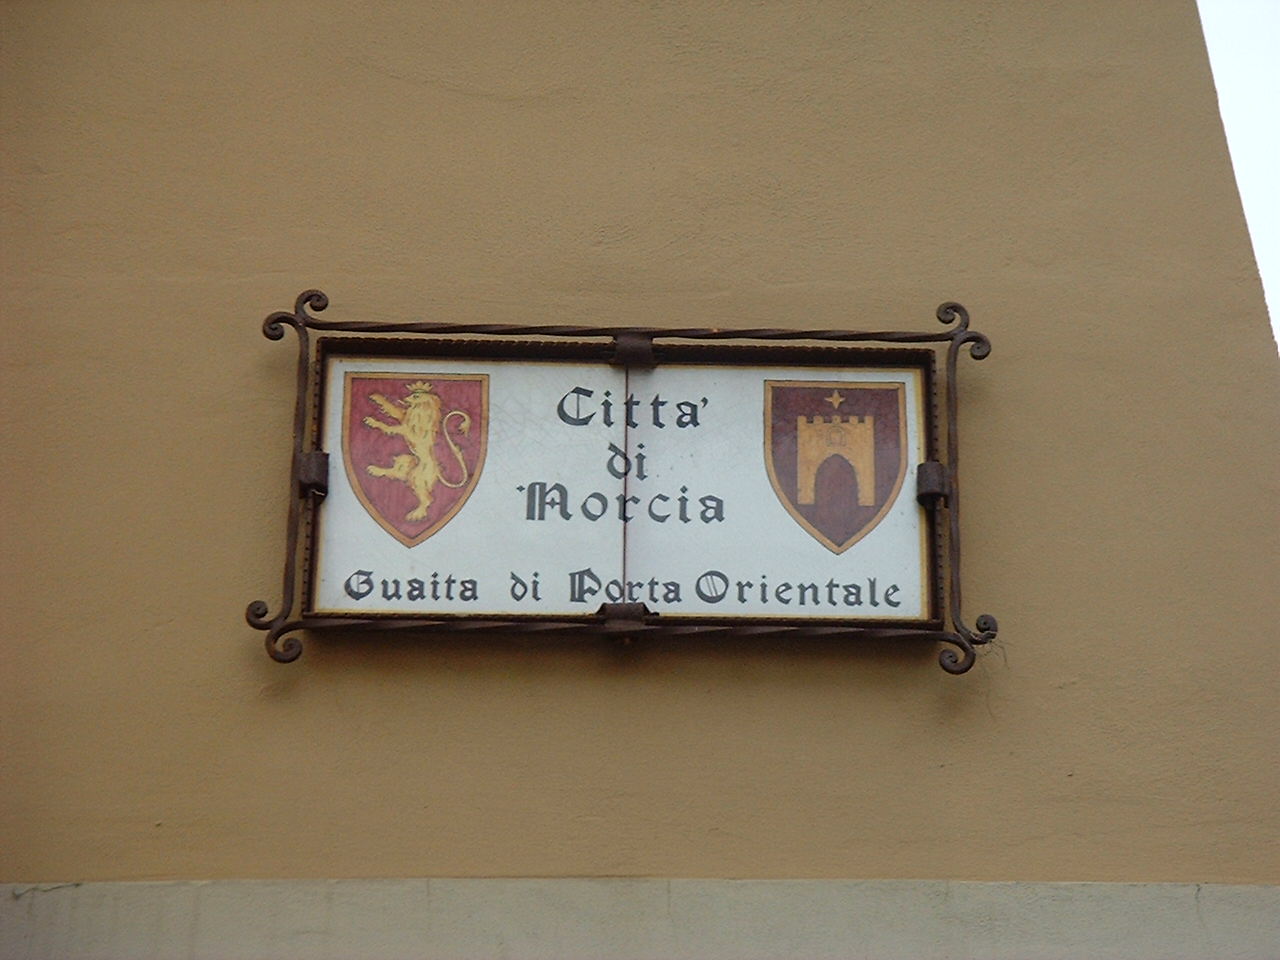 Citta'
di
Norcia
Guaita di Porta Orientale